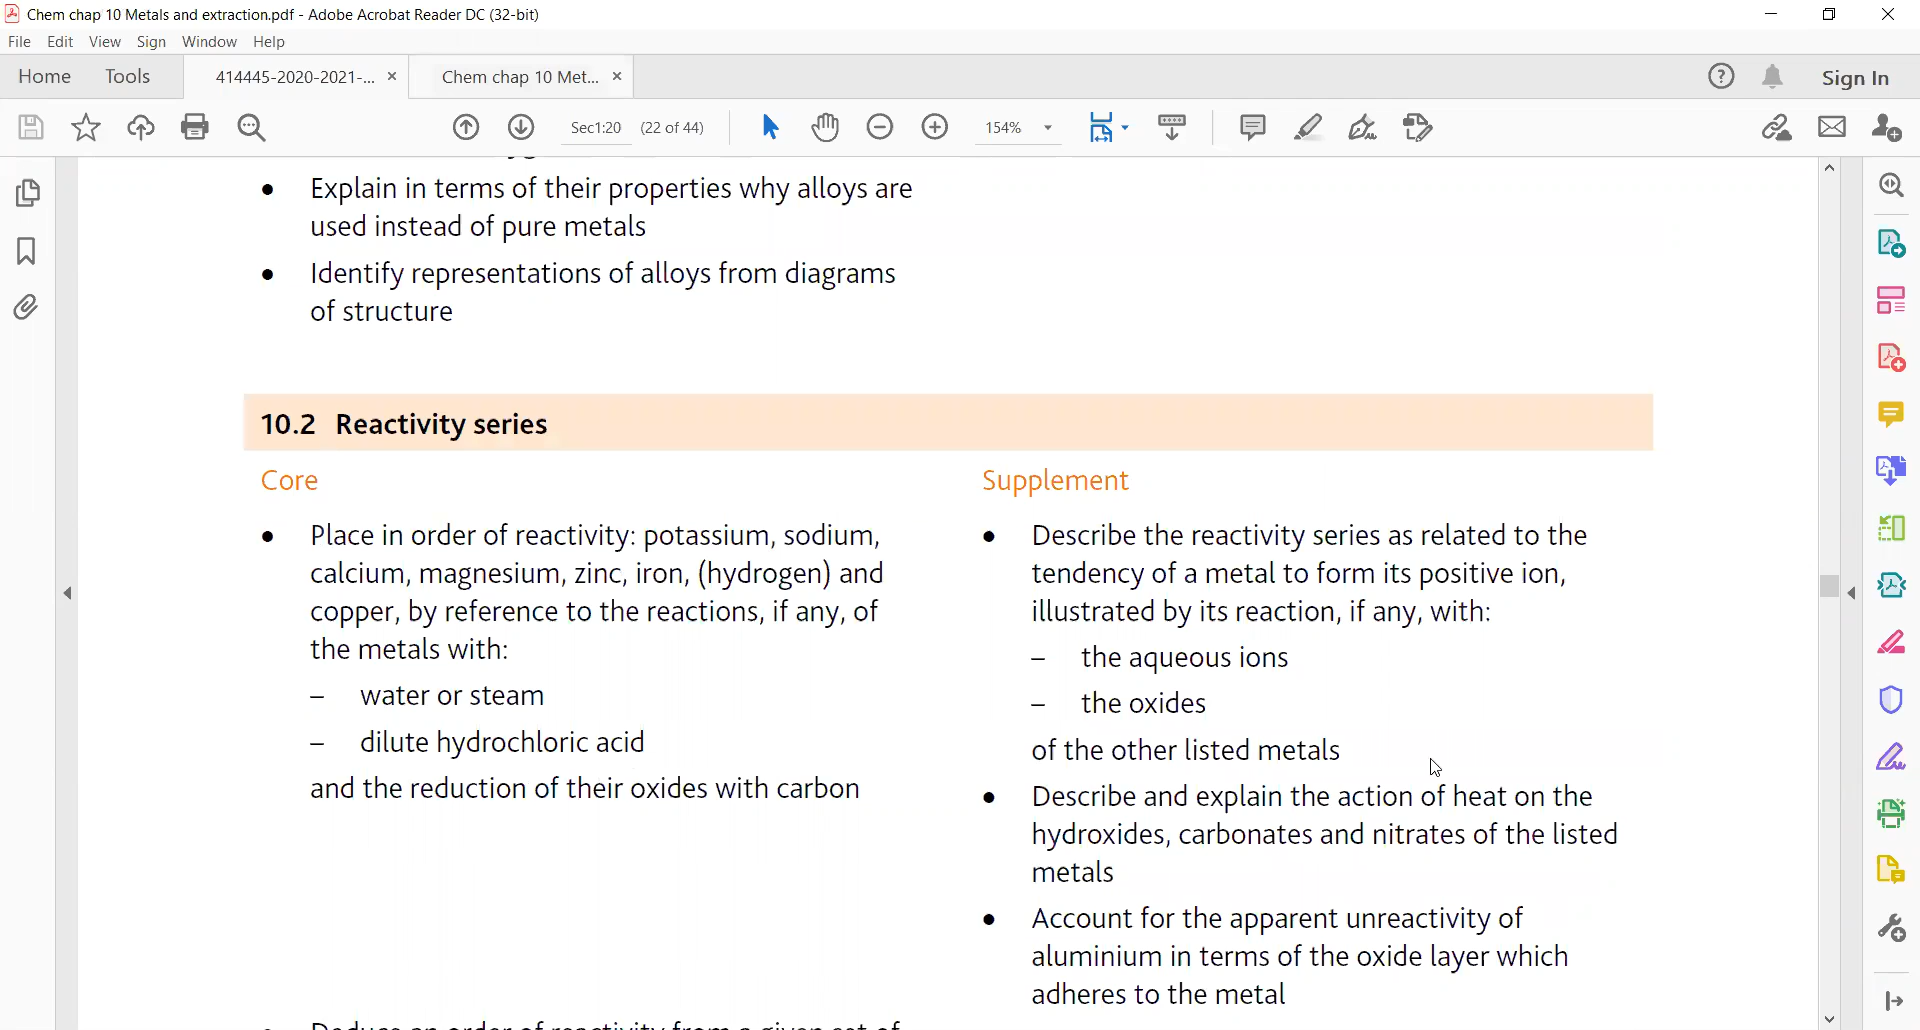 Chem chap 10 Metals and extraction.pdf - Adobe Acrobat Reader DC (32-bit)
File Edit View Sign Window Help
Home Tools 414445-2020-2021-... × Chem chap 10 Met... × Sign In
Sec1:20 (22 of 44) 154%
• Explain in terms of their properties why alloys are
used instead of pure metals
• Identify representations of alloys from diagrams
of structure
10.2 Reactivity series
Core
• Place in order of reactivity: potassium, sodium,
calcium, magnesium, zinc, iron, (hydrogen) and
copper, by reference to the reactions, if any, of
the metals with:
– water or steam
– dilute hydrochloric acid
and the reduction of their oxides with carbon
Supplement
• Describe the reactivity series as related to the
tendency of a metal to form its positive ion,
illustrated by its reaction, if any, with:
– the aqueous ions
– the oxides
of the other listed metals
• Describe and explain the action of heat on the
hydroxides, carbonates and nitrates of the listed
metals
• Account for the apparent unreactivity of
aluminium in terms of the oxide layer which
adheres to the metal
Deduce an order of reactivity from a given set of